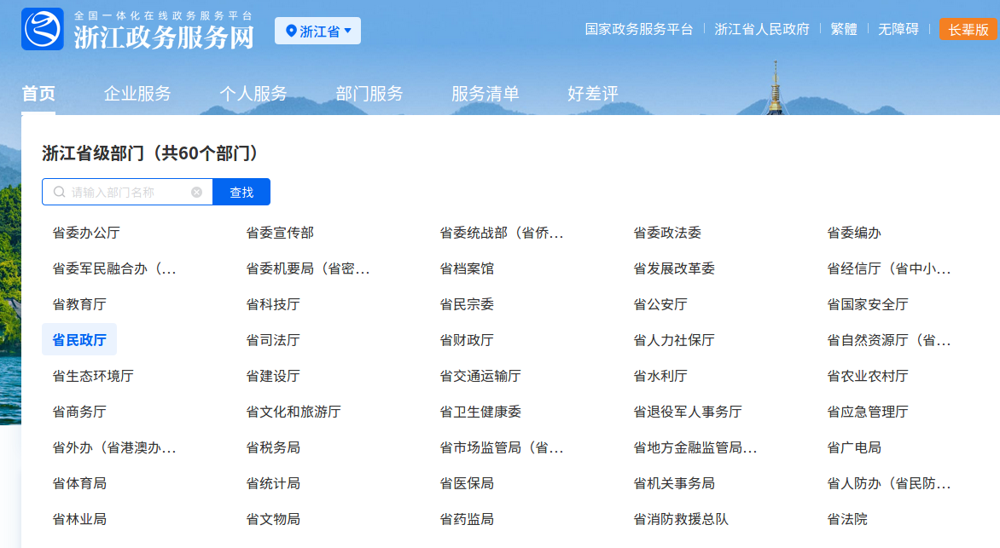 全国一体化在线政务服务平台
浙江政务服务网
浙江省
国家政务服务平台 浙江省人民政府 繁體 无障碍 长辈版
首页 企业服务 个人服务 部门服务 服务清单 好差评
浙江省级部门（共60个部门）
请输入部门名称 查找
省委办公厅 省委宣传部 省委统战部（省侨... 省委政法委 省委编办
省委军民融合办（... 省委机要局（省密... 省档案馆 省发展改革委 省经信厅（省中小...
省教育厅 省科技厅 省民宗委 省公安厅 省国家安全厅
省民政厅 省司法厅 省财政厅 省人力社保厅 省自然资源厅（省...
省生态环境厅 省建设厅 省交通运输厅 省水利厅 省农业农村厅
省商务厅 省文化和旅游厅 省卫生健康委 省退役军人事务厅 省应急管理厅
省外办（省港澳办... 省税务局 省市场监管局（省... 省地方金融监管局... 省广电局
省体育局 省统计局 省医保局 省机关事务局 省人防办（省民防...
省林业局 省文物局 省药监局 省消防救援总队 省法院